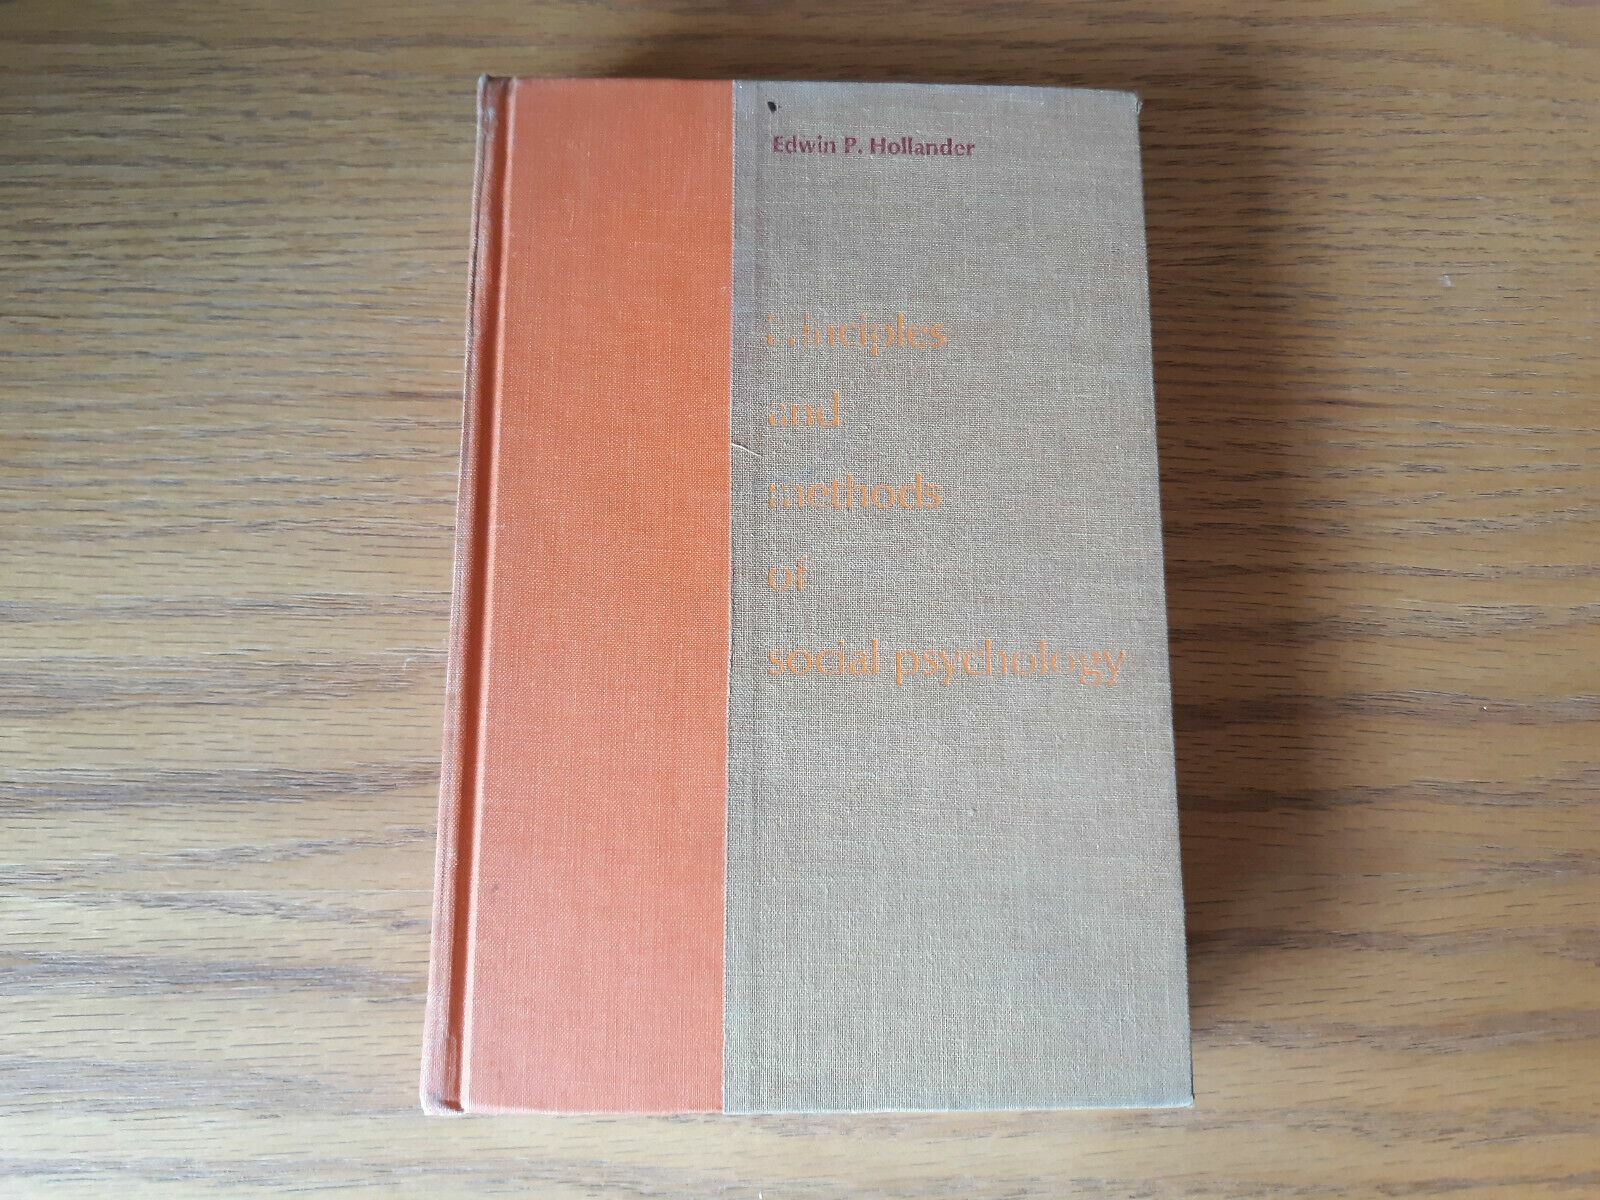 Edwin P. Hollander
Principles
and
methods
of
social psychology